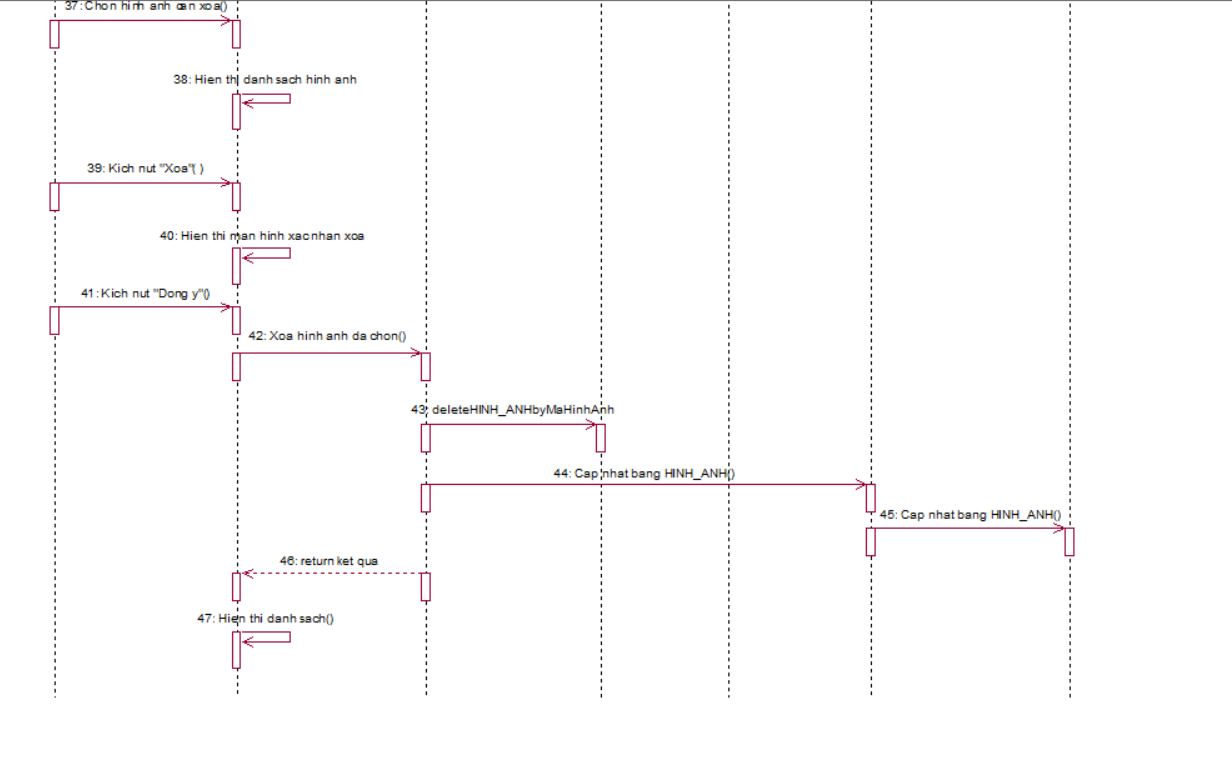 37:Chon hinh anh can xoa()
38: Hien thi danh sach hinh anh
39: Kich nut "Xoa"( )
40: Hien thi man hinh xac nhan xoa
41:Kich nut "Dong y"()
42: Xoa hinh anh da chon()
43: deleteHINH_ANHbyMaHinhAnh
44: Cap nhat bang HINH_ANH()
45: Cap nhat bang HINH_ANH()
46: return ket qua
47: Hien thi danh sach()